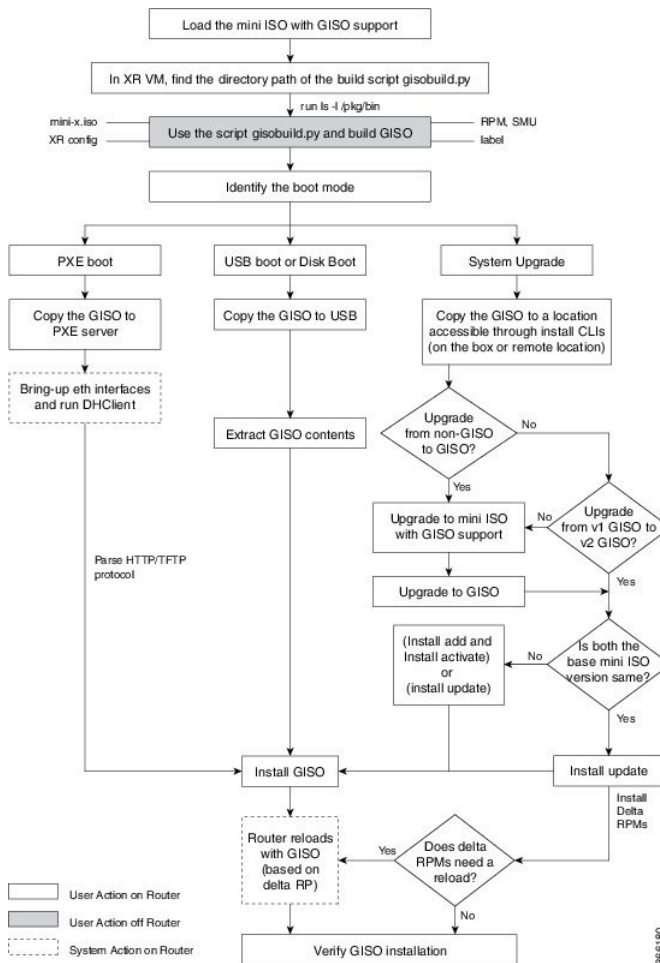 Load the mini ISO with GISO support
In XR VM, find the directory path of the build script gisobuild.py
run ls -l /pkg/bin
mini-x.iso
XR config
Use the script gisobuild.py and build GISO
RPM, SMU
label
Identify the boot mode
PXE boot
USB boot or Disk Boot
System Upgrade
Copy the GISO to
PXE server
Copy the GISO to USB
Copy the GISO to a location
accessible through install CLIs
(on the box or remote location)
Bring-up eth interfaces
and run DHClient
Extract GISO contents
Upgrade
from non-GISO
to GISO?
No
Yes
Upgrade to mini ISO
with GISO support
No
Upgrade
from v1 GISO to
v2 GISO?
Yes
Parse HTTP/TFTP
protocol
Upgrade to GISO
(Install add and
Install activate)
or
(install update)
No
Is both the
base mini ISO
version same?
Yes
Install GISO
Install update
Install
Delta
RPMs
Router reloads
with GISO
(based on
delta RP)
Yes
Does delta
RPMs need a
reload?
No
Verify GISO installation
User Action on Router
User Action off Router
System Action on Router